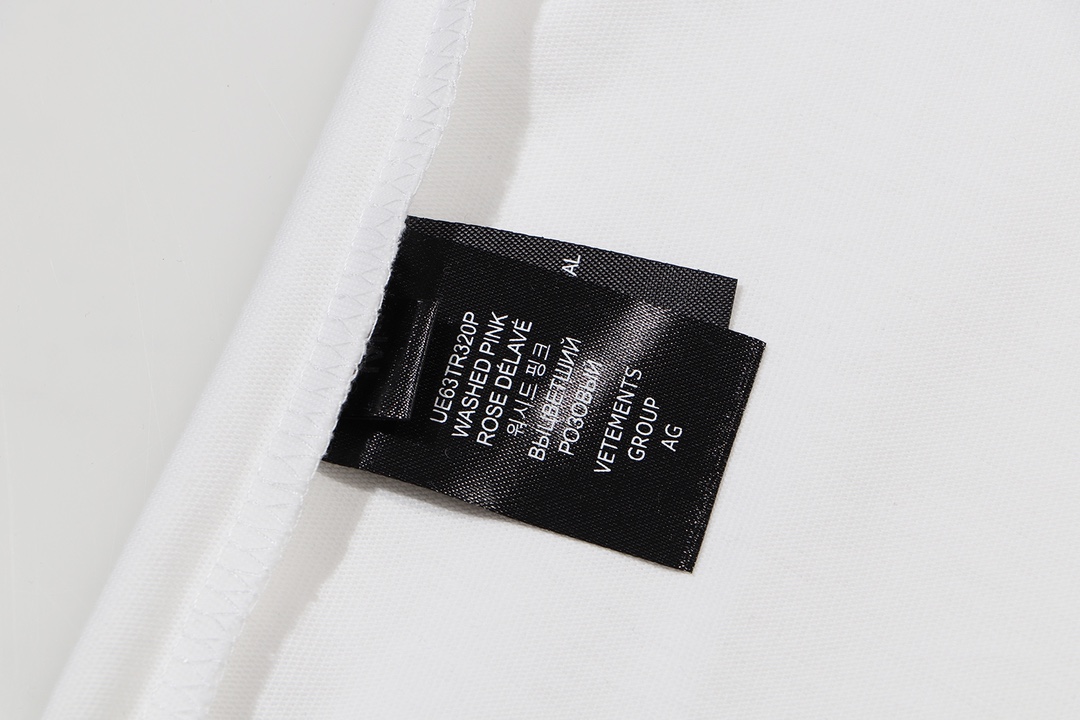 AL
UE63TR320P
WASHED PINK
ROSE DÉLAVÉ
워시드 핑크
ВЫЦВЕТШИЙ
РОЗОВЫЙ
VETEMENTS
GROUP
AG